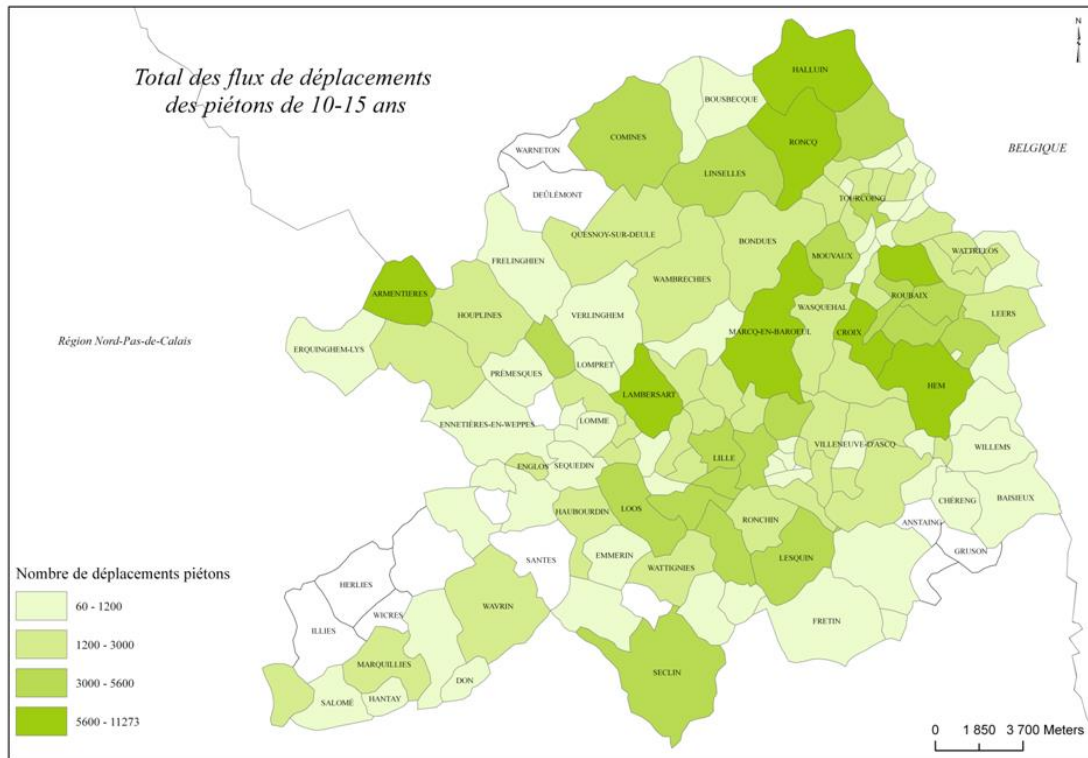 Total des flux de déplacements
des piétons de 10-15 ans
N
HALLUIN
BOUSBECQUE
COMINES
RONCQ
WARNETON
BELGIQUE
LINSELLES
DEÛLÉMONT
TOURCOING
QUESNOY-SUR-DEULE
BONDUES
MOUVAUX
WATTRELOS
FRELINGHIEN
WAMBRECHIES
ARMENTIERES
ROUBAIX
HOUPLINES
VERLINGHEM
WASQUEHAL
LEERS
MARCQ-EN-BAROEUL
CROIX
Région Nord-Pas-de-Calais
ERQUINGHEM-LYS
LOMPRET
PRÉMESQUES
HEM
LAMBERSART
ENNETIÈRES-EN-WEPPES
LOMME
VILLENEUVE-D'ASCQ
WILLEMS
LILLE
ENGLOS
SEQUEDIN
BAISIEUX
CHÉRENG
HAUBOURDIN
LOOS
RONCHIN
ANSTAING
GRUSON
LESQUIN
SANTES
EMMERIN
WATTIGNIES
Nombre de déplacements piéton
HERLIES
60 - 1200
WICRES
WAVRIN
FRETIN
ILLIES
1200 - 3000
MARQUILLIES
SECLIN
DON
3000 - 5600
SALOMÉ
HANTAY
5600 - 11273
0 1 850 3 700 Meters